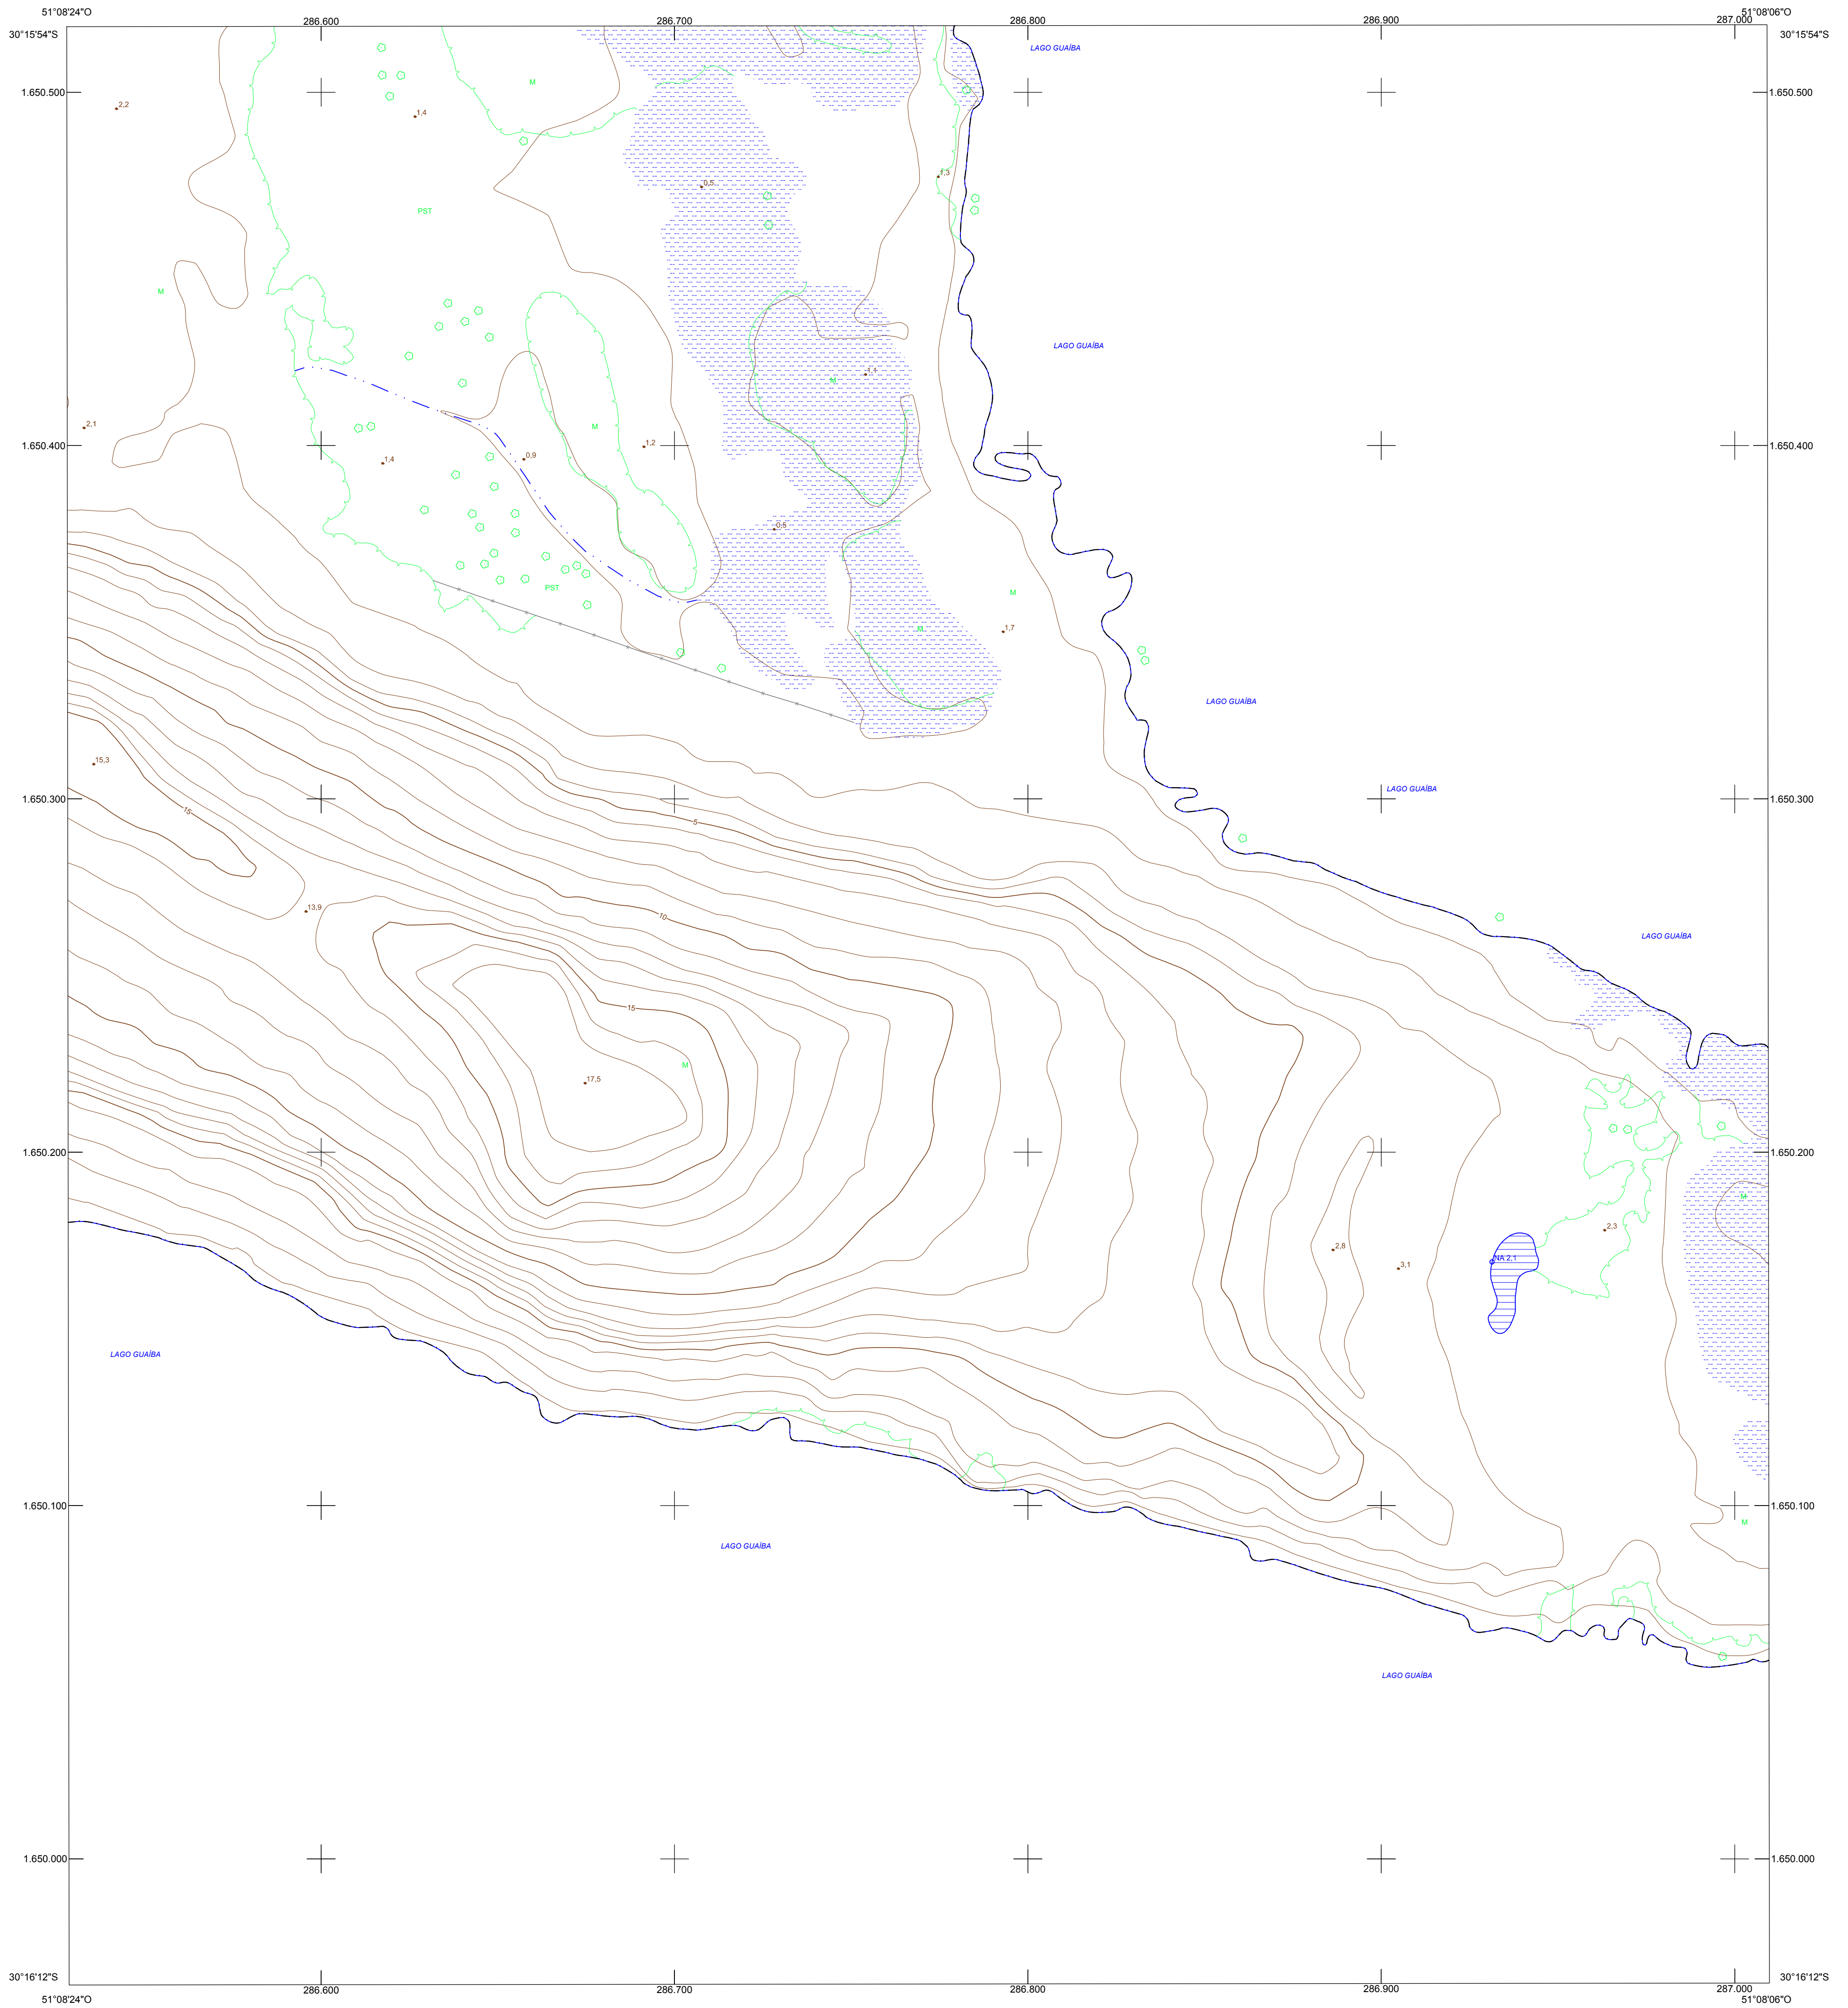 51°08'24"O
286.600
286.700
286.800
286.900
287.000
51°08'06"O
30°15'54"S
30°15'54"S
LAGO GUAÍBA
M
1.650.500
1.650.500
2,2
1,4
1,3
0,5
PST
M
LAGO GUAÍBA
1,1
M
2,1
M
1,2
1.650.400
1.650.400
0,9
1,4
0,5
PST
M
M
1,7
LAGO GUAÍBA
15,3
LAGO GUAÍBA
1.650.300
1.650.300
15
5
13,9
10
LAGO GUAÍBA
15
M
17,5
1.650.200
1.650.200
M
2,3
2,8
NA 2,1
3,1
LAGO GUAÍBA
1.650.100
1.650.100
M
LAGO GUAÍBA
LAGO GUAÍBA
1.650.000
1.650.000
30°16'12"S
30°16'12"S
286.600
286.700
286.800
286.900
287.000
51°08'24"O
51°08'06"O